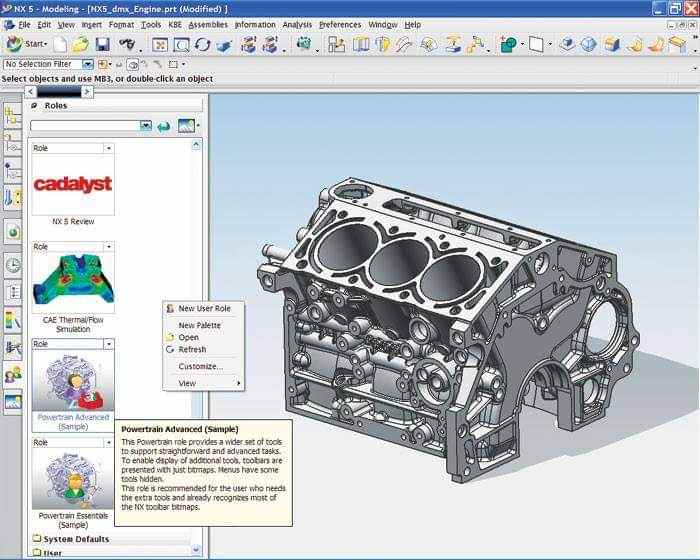 NX 5 - Modeling - [NX5_dmx_Engine.prt (Modified) ]
File Edit View Insert Format Tools KBE Assemblies Information Analysis Preferences Window Help
Start
No Selection Filter
Select objects and use MB3, or double-click an object
Roles
Role
cadalyst
NX 5 Review
Role
CAE Thermal/Flow
Simulation
Role
Powertrain Advanced
(Sample)
Role
Powertrain Essentials
(Sample)
System Defaults
User
New User Role
New Palette
Open
Refresh
Customize...
View
Powertrain Advanced (Sample)
This Powertrain role provides a wider set of tools
to support straightforward and advanced tasks.
To enable display of additional tools, toolbars are
presented with just bitmaps. Menus have some
tools hidden.
This role is recommended for the user who needs
the extra tools and already recognizes most of
the NX toolbar bitmaps.